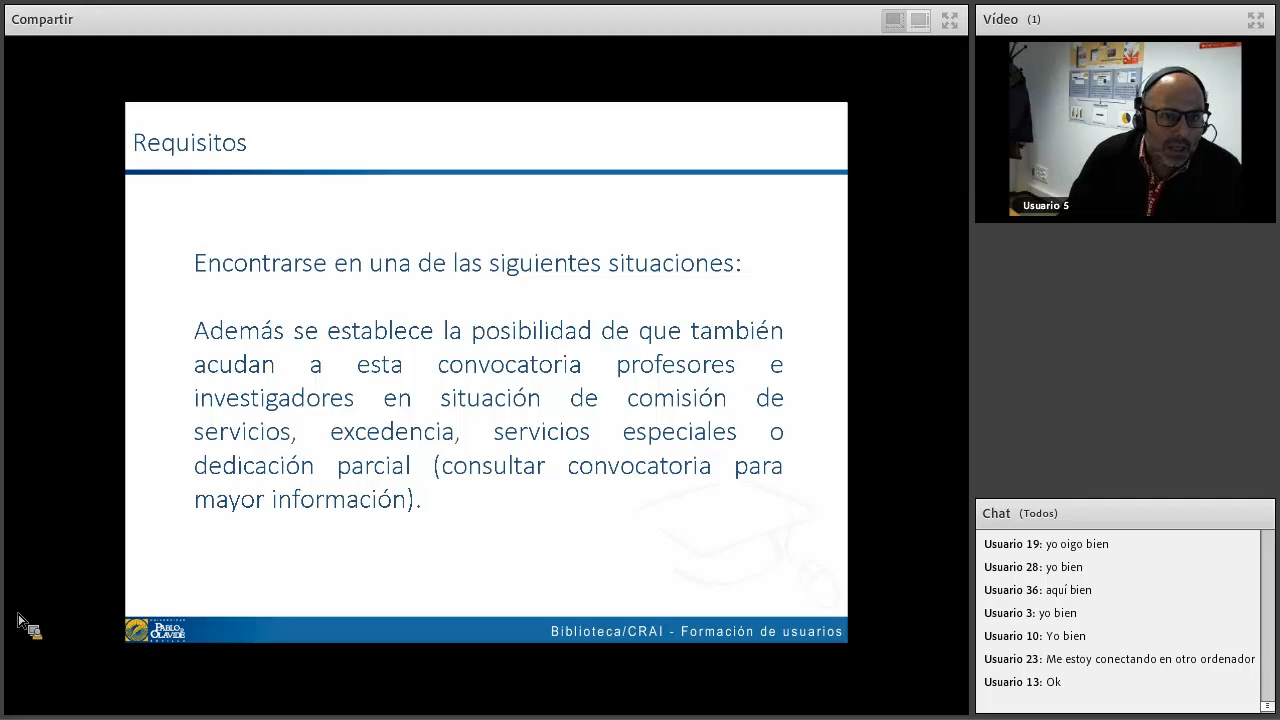 Compartir
Requisitos
Encontrarse en una de las siguientes situaciones:
Además se establece la posibilidad de que también
acudan a esta convocatoria profesores e
investigadores en situación de comisión de
servicios, excedencia, servicios especiales o
dedicación parcial (consultar convocatoria para
mayor información).
PABLO DE
OLAVIDE
Biblioteca/CRAI - Formación de usuarios
Vídeo (1)
Usuario 5
Chat (Todos)
Usuario 19: yo oigo bien
Usuario 28: yo bien
Usuario 36: aquí bien
Usuario 3: yo bien
Usuario 10: Yo bien
Usuario 23: Me estoy conectando en otro ordenador
Usuario 13: Ok